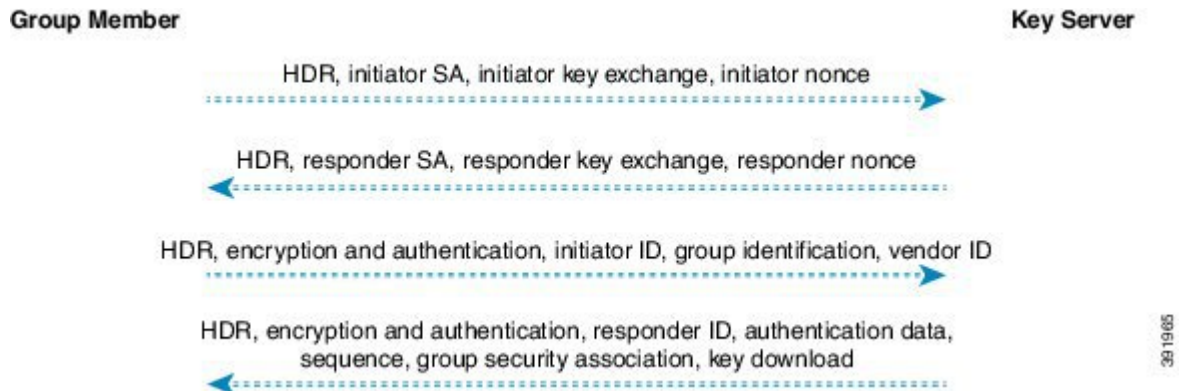 Group Member
Key Server
HDR, initiator SA, initiator key exchange, initiator nonce
HDR, responder SA, responder key exchange, responder nonce
HDR, encryption and authentication, initiator ID, group identification, vendor ID
HDR, encryption and authentication, responder ID, authentication data,
sequence, group security association, key download
391965